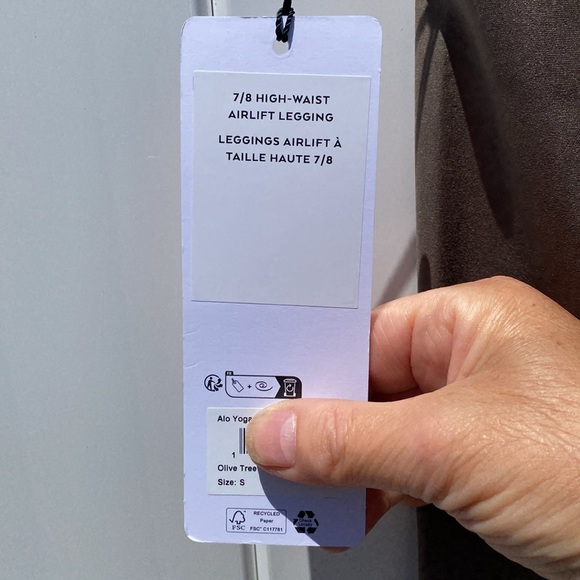 7/8 HIGH-WAIST
AIRLIFT LEGGING
LEGGINGS AIRLIFT À
TAILLE HAUTE 7/8
FR
Alo Yoga
1
Olive Tree
Size: S
FSC
RECYCLED
Paper
FSC® C117781